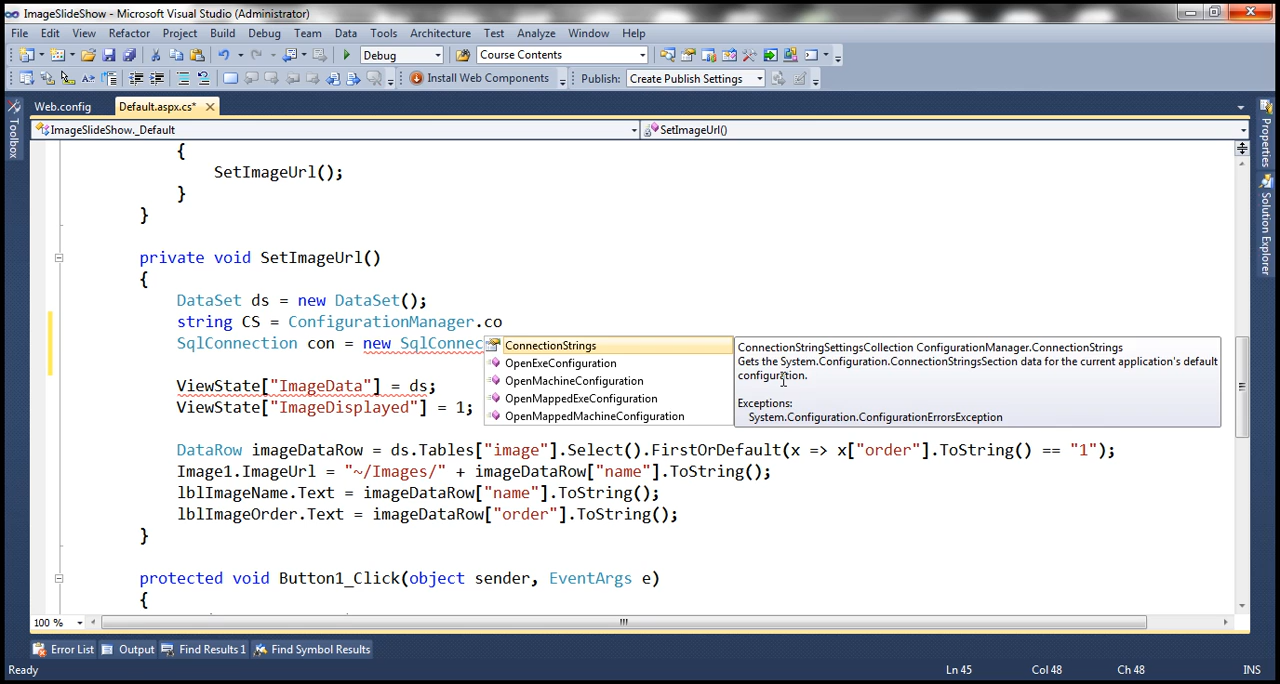 ImageSlideShow - Microsoft Visual Studio (Administrator)
File Edit View Refactor Project Build Debug Team Data Tools Architecture Test Analyze Window Help
Debug Course Contents
Install Web Components Publish: Create Publish Settings
Web.config Default.aspx.cs*
ImageSlideShow._Default SetImageUrl()
Toolbox
Properties
Solution Explorer
{
SetImageUrl();
}
}
private void SetImageUrl()
{
DataSet ds = new DataSet();
string CS = ConfigurationManager.co
SqlConnection con = new SqlConnec
ViewState["ImageData"] = ds;
ViewState["ImageDisplayed"] = 1;
ConnectionStrings
OpenExeConfiguration
OpenMachineConfiguration
OpenMappedExeConfiguration
OpenMappedMachineConfiguration
ConnectionStringSettingsCollection ConfigurationManager.ConnectionStrings
Gets the System.Configuration.ConnectionStringsSection data for the current application's default
configuration.
Exceptions:
System.Configuration.ConfigurationErrorsException
DataRow imageDataRow = ds.Tables["image"].Select().FirstOrDefault(x => x["order"].ToString() == "1");
Image1.ImageUrl = "~/Images/" + imageDataRow["name"].ToString();
lblImageName.Text = imageDataRow["name"].ToString();
lblImageOrder.Text = imageDataRow["order"].ToString();
}
protected void Button1_Click(object sender, EventArgs e)
{
100 %
Error List Output Find Results 1 Find Symbol Results
Ready Ln 45 Col 48 Ch 48 INS